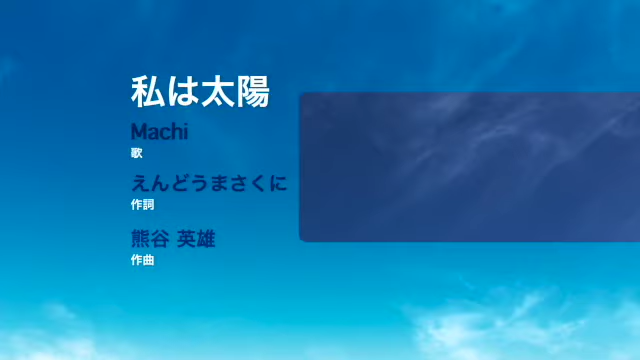 私は太陽
Machi
歌
えんどうまさくに
作詞
熊谷 英雄
作曲